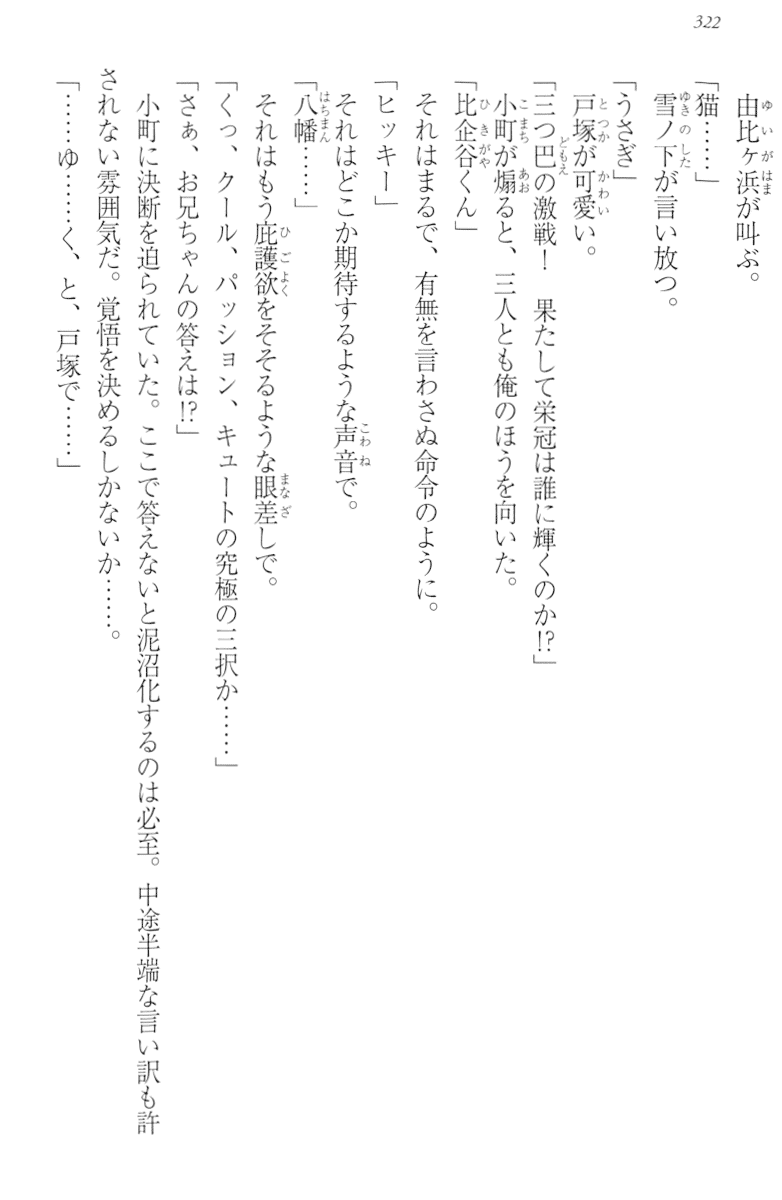 322
由比ヶ浜が叫ぶ。
「猫……」
雪ノ下が言い放つ。
「うさぎ」
戸塚が可愛い。
「三つ巴の激戦！　果たして栄冠は誰に輝くのか!?」
小町が煽ると、三人とも俺のほうを向いた。
「比企谷くん」
それはまるで、有無を言わさぬ命令のように。
「ヒッキー」
それはどこか期待するような声音で。
「八幡……」
それはもう庇護欲をそそるような眼差しで。
「くっ、クール、パッション、キュートの究極の三択か……」
「さぁ、お兄ちゃんの答えは!?」
小町に決断を迫られていた。ここで答えないと泥沼化するのは必至。中途半端な言い訳も許
されない雰囲気だ。覚悟を決めるしかないか……。
「……ゆ……く、と、戸塚で……」